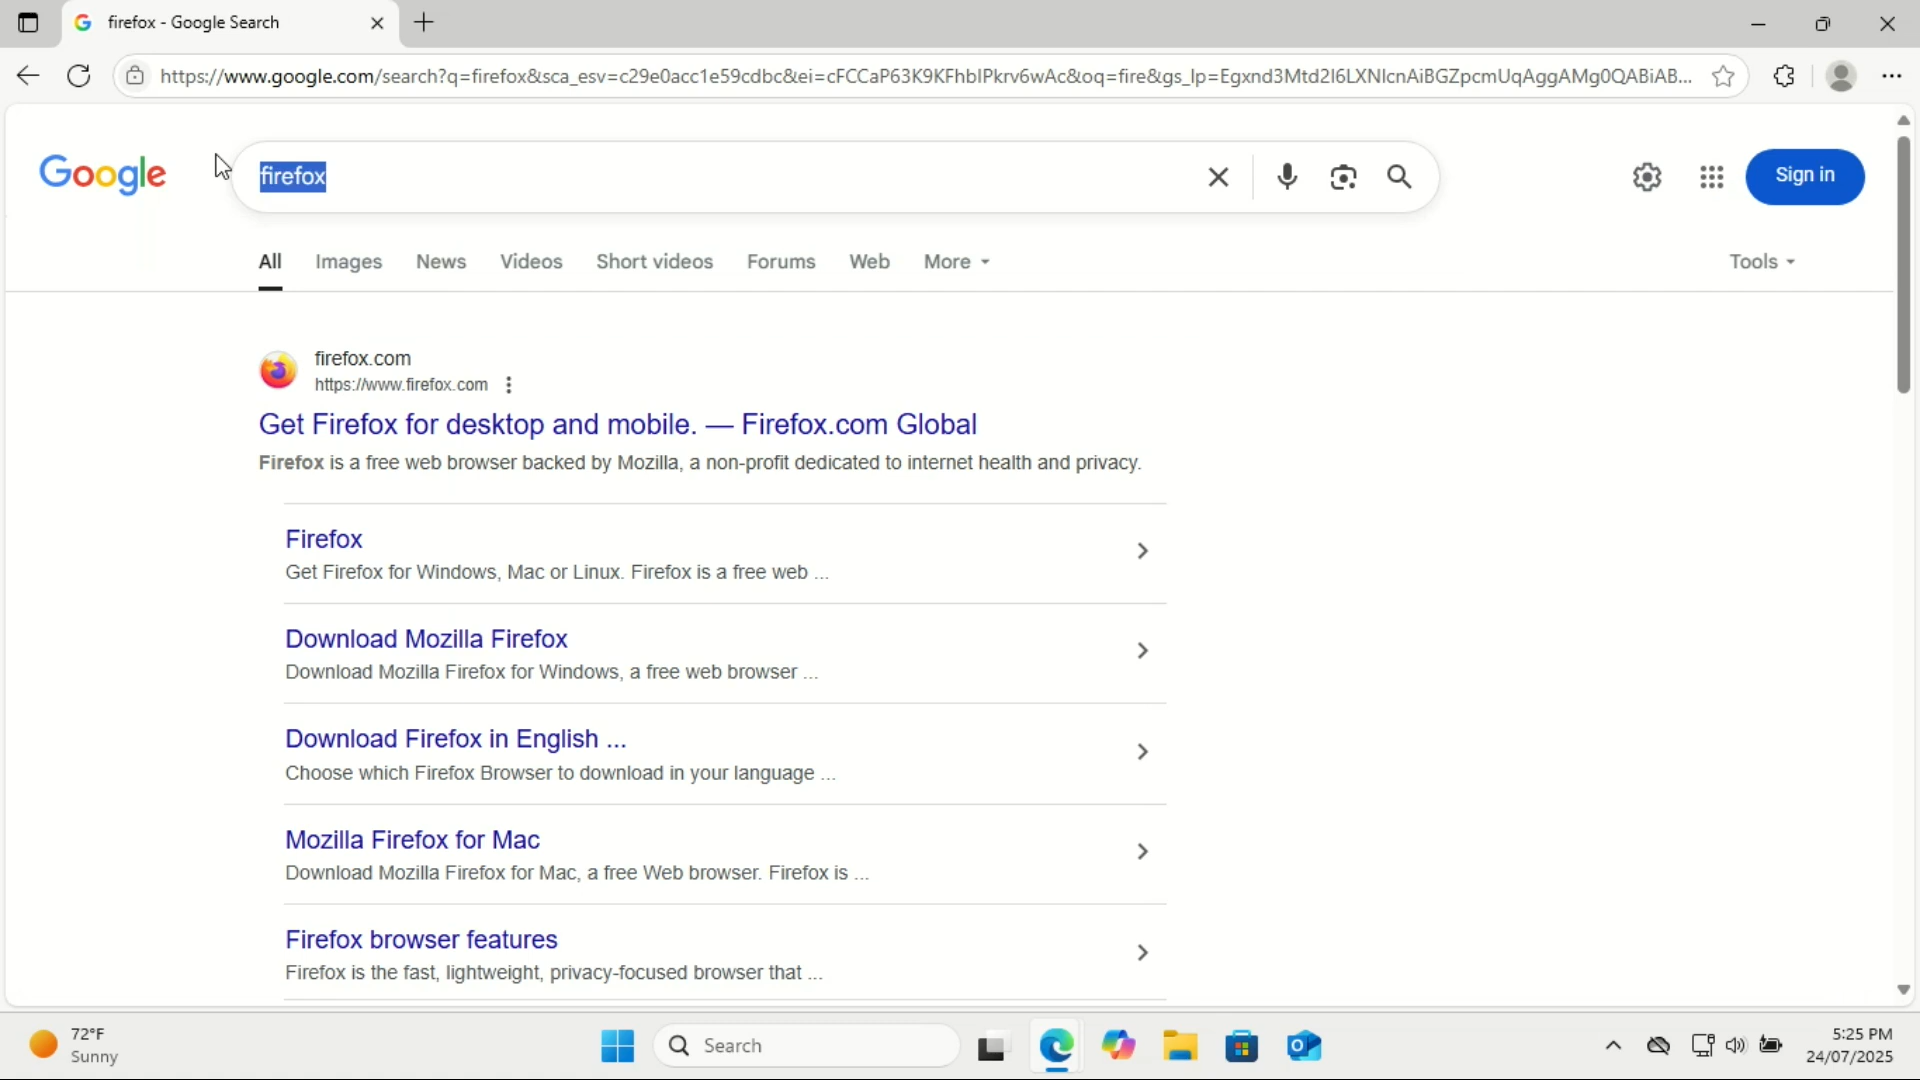 firefox - Google Search
https://www.google.com/search?q=firefox&sca_esv=c29e0acc1e59cdbc&ei=cFCCaP63K9KFhbIPkrv6wAc&oq=fire&gs_lp=Egxnd3Mtd2l6LXNlcnAiBGZpcmUqAggAMg0QABiAB...
Google
firefox
Sign in
All Images News Videos Short videos Forums Web More Tools
firefox.com
https://www.firefox.com
Get Firefox for desktop and mobile. — Firefox.com Global
Firefox is a free web browser backed by Mozilla, a non-profit dedicated to internet health and privacy.
Firefox
Get Firefox for Windows, Mac or Linux. Firefox is a free web ...
Download Mozilla Firefox
Download Mozilla Firefox for Windows, a free web browser ...
Download Firefox in English ...
Choose which Firefox Browser to download in your language ...
Mozilla Firefox for Mac
Download Mozilla Firefox for Mac, a free Web browser. Firefox is ...
Firefox browser features
Firefox is the fast, lightweight, privacy-focused browser that ...
72°F
Sunny
Search
5:25 PM
24/07/2025